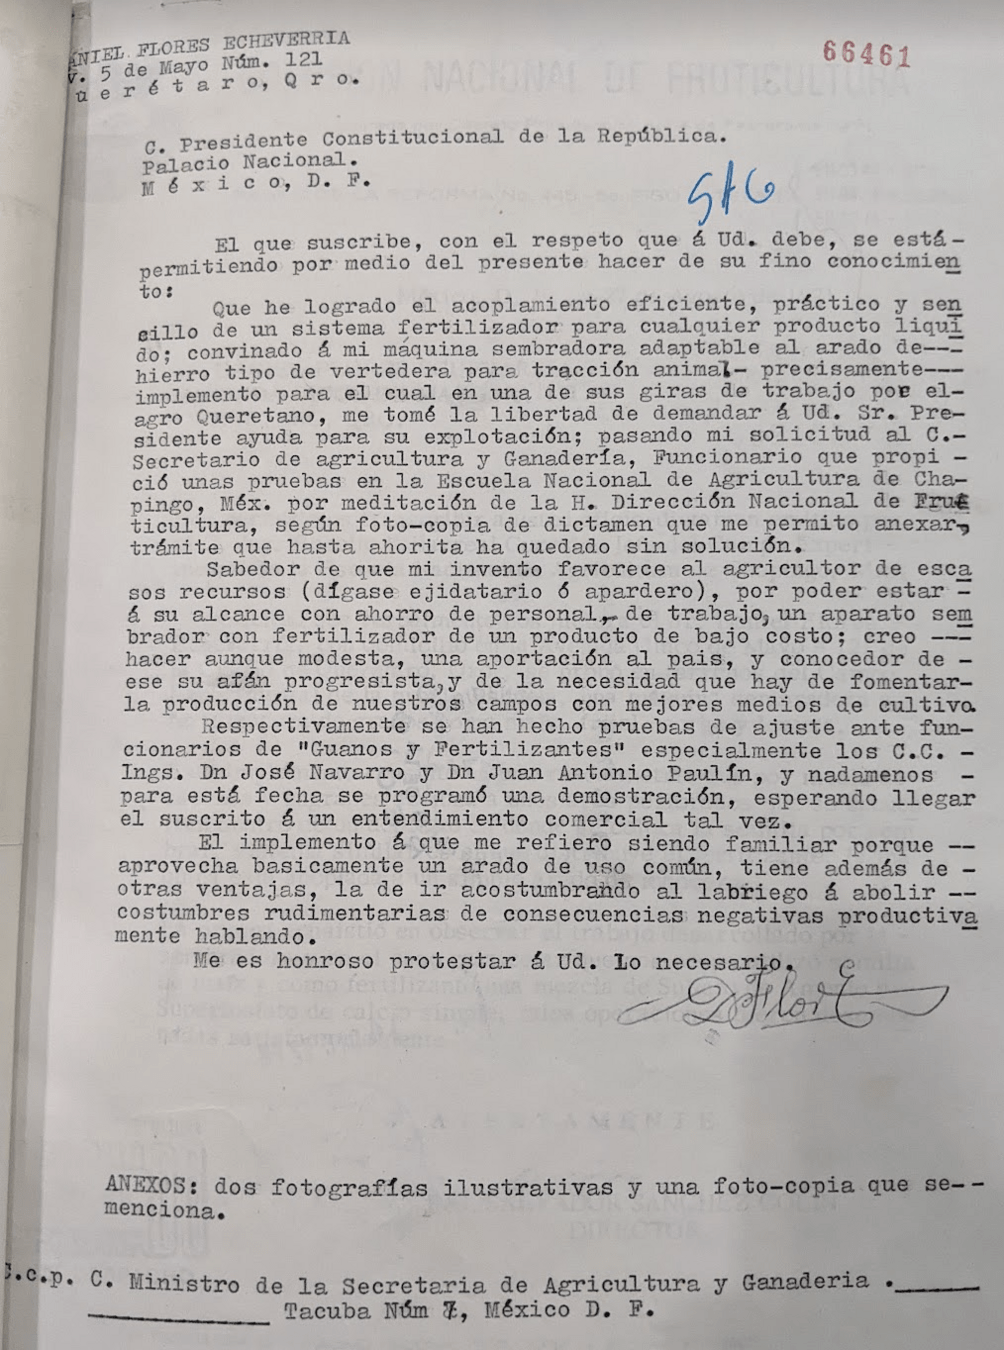 ANIEL FLORES ECHEVERRIA
V. 5 de Mayo Núm. 121
u e r é t a r o, Q r o.
66461
C. Presidente Constitucional de la República.
Palacio Nacional.
M é x i c o, D. F.
SAG
El que suscribe, con el respeto que á Ud. debe, se está-
permitiendo por medio del presente hacer de su fino conocimien
to:
Que he logrado el acoplamiento eficiente, práctico y sen
cillo de un sistema fertilizador para cualquier producto liqui
do; convinado á mi máquina sembradora adaptable al arado de---
hierro tipo de vertedera para tracción animal- precisamente---
implemento para el cual en una de sus giras de trabajo por el-
agro Queretano, me tomé la libertad de demandar á Ud. Sr. Pre-
sidente ayuda para su explotación; pasando mi solicitud al C.-
Secretario de agricultura y Ganadería, Funcionario que propi -
ció unas pruebas en la Escuela Nacional de Agricultura de Cha-
pingo, Méx. por meditación de la H. Dirección Nacional de Fru
ticultura, según foto-copia de dictamen que me permito anexar,
trámite que hasta ahorita ha quedado sin solución.
Sabedor de que mi invento favorece al agricultor de esca
sos recursos (dígase ejidatario ó apardero), por poder estar -
á su alcance con ahorro de personal, de trabajo, un aparato sem
brador con fertilizador de un producto de bajo costo; creo ---
hacer aunque modesta, una aportación al pais, y conocedor de -
ese su afán progresista, y de la necesidad que hay de fomentar-
la producción de nuestros campos con mejores medios de cultivo.
Respectivamente se han hecho pruebas de ajuste ante fun-
cionarios de "Guanos y Fertilizantes" especialmente los C.C. -
Ings. Dn José Navarro y Dn Juan Antonio Paulín, y nadamenos -
para está fecha se programó una demostración, esperando llegar
el suscrito á un entendimiento comercial tal vez.
El implemento á que me refiero siendo familiar porque --
aprovecha basicamente un arado de uso común, tiene además de -
otras ventajas, la de ir acostumbrando al labriego á abolir --
costumbres rudimentarias de consecuencias negativas productiva
mente hablando.
Me es honroso protestar á Ud. Lo necesario.
D Flor E
ANEXOS: dos fotografías ilustrativas y una foto-copia que se--
menciona.
C.c.p. C. Ministro de la Secretaria de Agricultura y Ganaderia .
Tacuba Núm 7, México D. F.